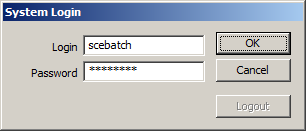 System Login
Login scebatch OK
Password ******** Cancel
Logout